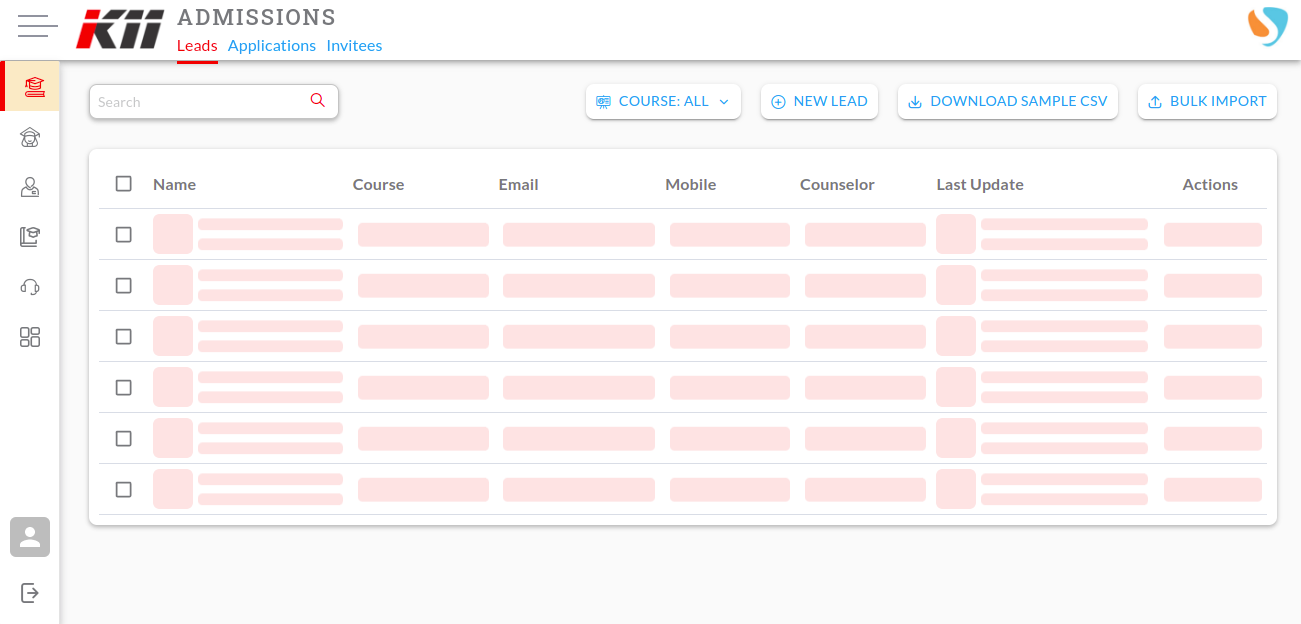 KII
ADMISSIONS
Leads Applications Invitees
Search
COURSE: ALL
NEW LEAD
DOWNLOAD SAMPLE CSV
BULK IMPORT
Name Course Email Mobile Counselor Last Update Actions